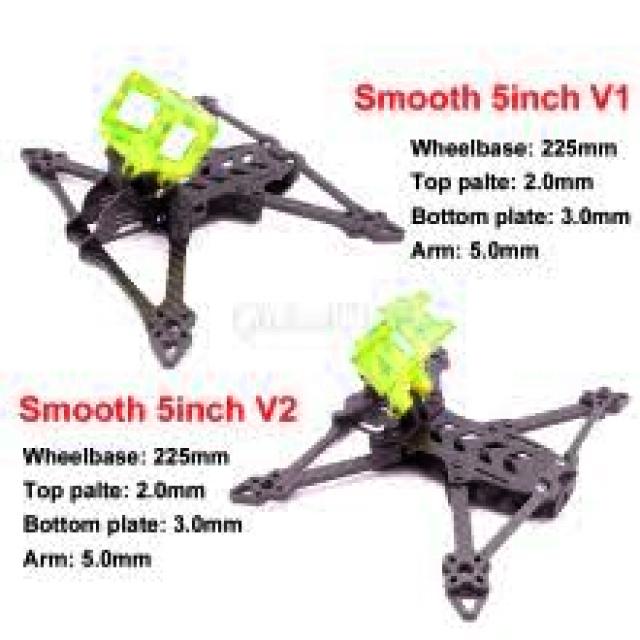 Smooth 5inch V1
Wheelbase: 225mm
Top palte: 2.0mm
Bottom plate: 3.0mm
Arm: 5.0mm
Smooth 5inch V2
Wheelbase: 225mm
Top palte: 2.0mm
Bottom plate: 3.0mm
Arm: 5.0mm